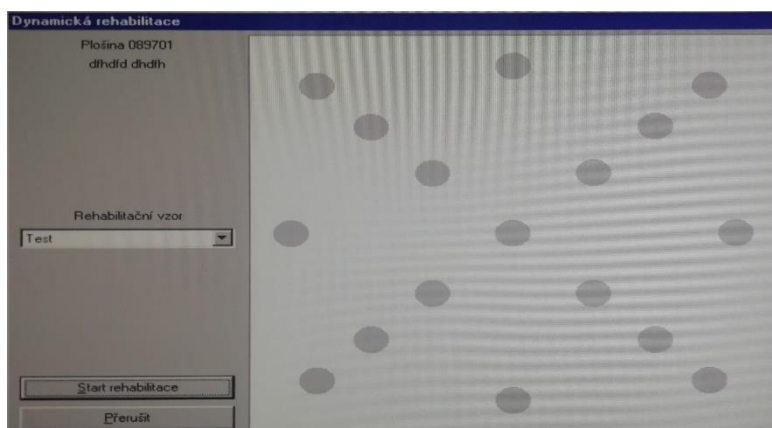 Dynamická rehabilitace
Plošina 089701
dfhdfd dhdfh
Rehabilitační vzor
Test
Start rehabilitace
Přerušit